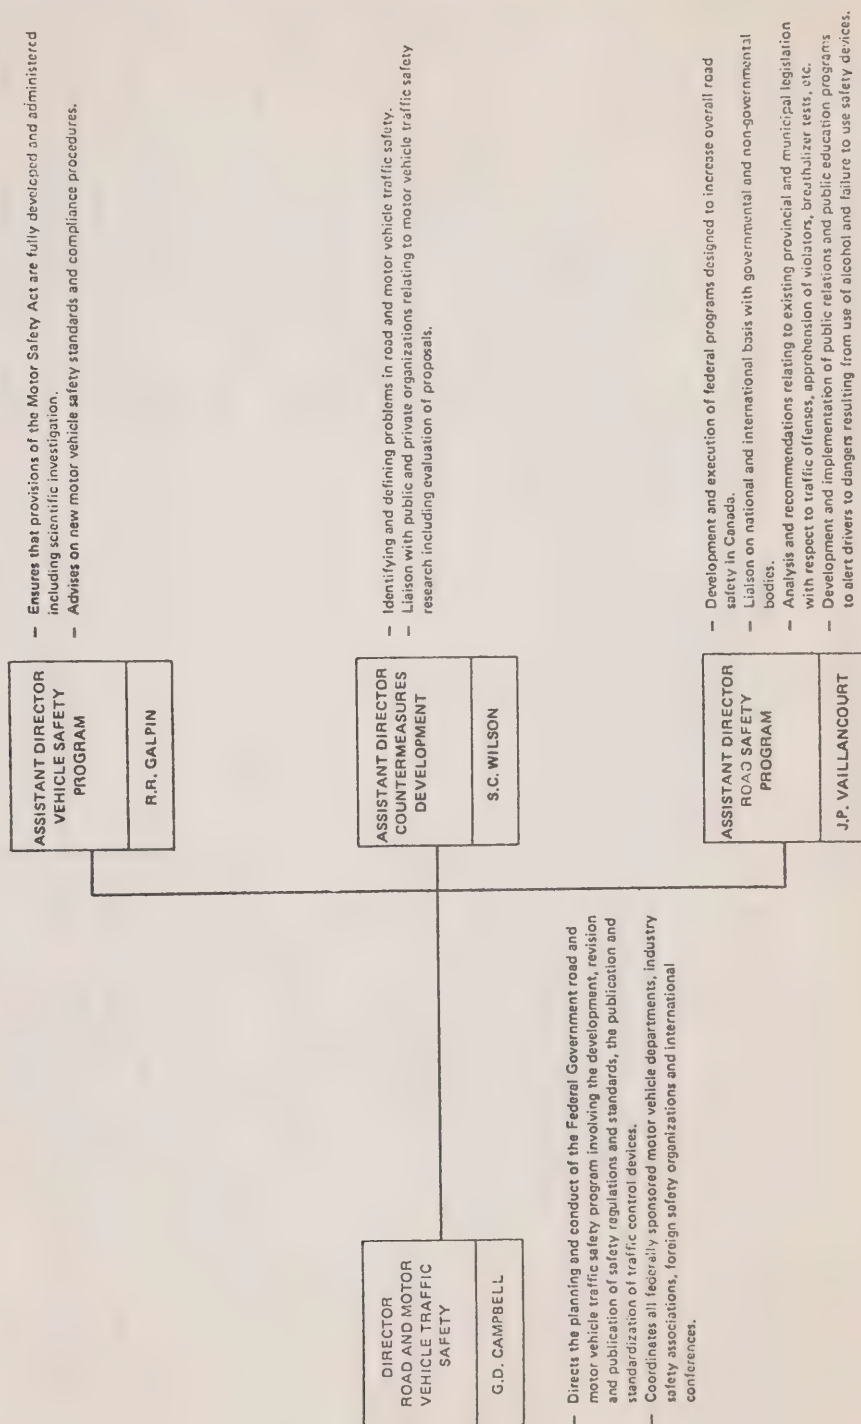 DIRECTOR
ROAD AND MOTOR
VEHICLE TRAFFIC
SAFETY
G.D. CAMPBELL
— Directs the planning and conduct of the Federal Government road and
motor vehicle traffic safety program involving the development, revision
and publication of safety regulations and standards, the publication and
standardization of traffic control devices.
— Coordinates all federally sponsored motor vehicle departments, industry
safety associations, foreign safety organizations and international
conferences.
ASSISTANT DIRECTOR
VEHICLE SAFETY
PROGRAM
R.R. GALPIN
— Ensures that provisions of the Motor Safety Act are fully developed and administered
including scientific investigation.
— Advises on new motor vehicle safety standards and compliance procedures.
ASSISTANT DIRECTOR
COUNTERMEASURES
DEVELOPMENT
S.C. WILSON
— Identifying and defining problems in road and motor vehicle traffic safety.
— Liaison with public and private organizations relating to motor vehicle traffic safety
research including evaluation of proposals.
ASSISTANT DIRECTOR
ROAD SAFETY
PROGRAM
J.P. VAILLANCOURT
— Development and execution of federal programs designed to increase overall road
safety in Canada.
— Liaison on national and international basis with governmental and non-governmental
bodies.
— Analysis and recommendations relating to existing provincial and municipal legislation
with respect to traffic offenses, apprehension of violators, breathalizer tests, etc.
— Development and implementation of public relations and public education programs
to alert drivers to dangers resulting from use of alcohol and failure to use safety devices.